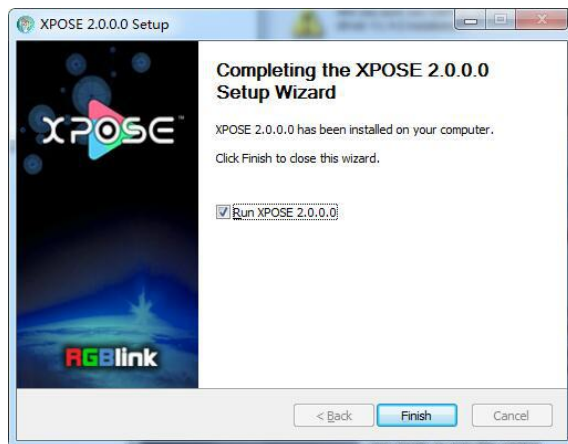 XPOSE 2.0.0.0 Setup
XPOSE™
RGBlink
Completing the XPOSE 2.0.0.0
Setup Wizard
XPOSE 2.0.0.0 has been installed on your computer.
Click Finish to close this wizard.
Run XPOSE 2.0.0.0
< Back
Finish
Cancel